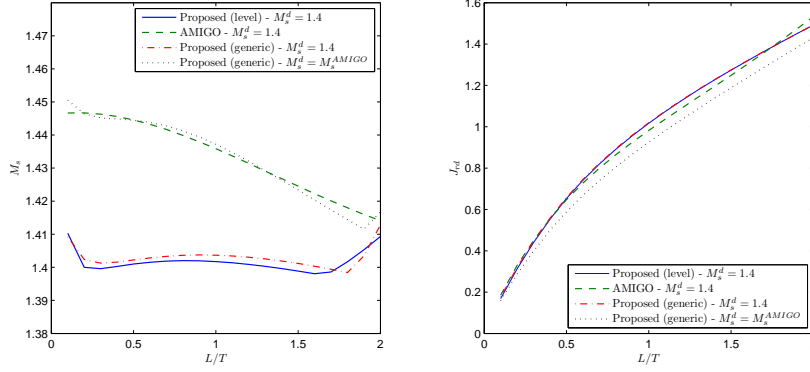 1.47
1.46
1.45
1.44
1.43
1.42
1.41
1.4
1.39
1.38
M_s
0
0.5
1
1.5
2
L/T
Proposed (level) - M_s^d = 1.4
AMIGO - M_s^d = 1.4
Proposed (generic) - M_s^d = 1.4
Proposed (generic) - M_s^d = M_s^{AMIGO}
1.6
1.4
1.2
1
0.8
0.6
0.4
0.2
0
J_{rd}
0
0.5
1
1.5
2
L/T
Proposed (level) - M_s^d = 1.4
AMIGO - M_s^d = 1.4
Proposed (generic) - M_s^d = 1.4
Proposed (generic) - M_s^d = M_s^{AMIGO}